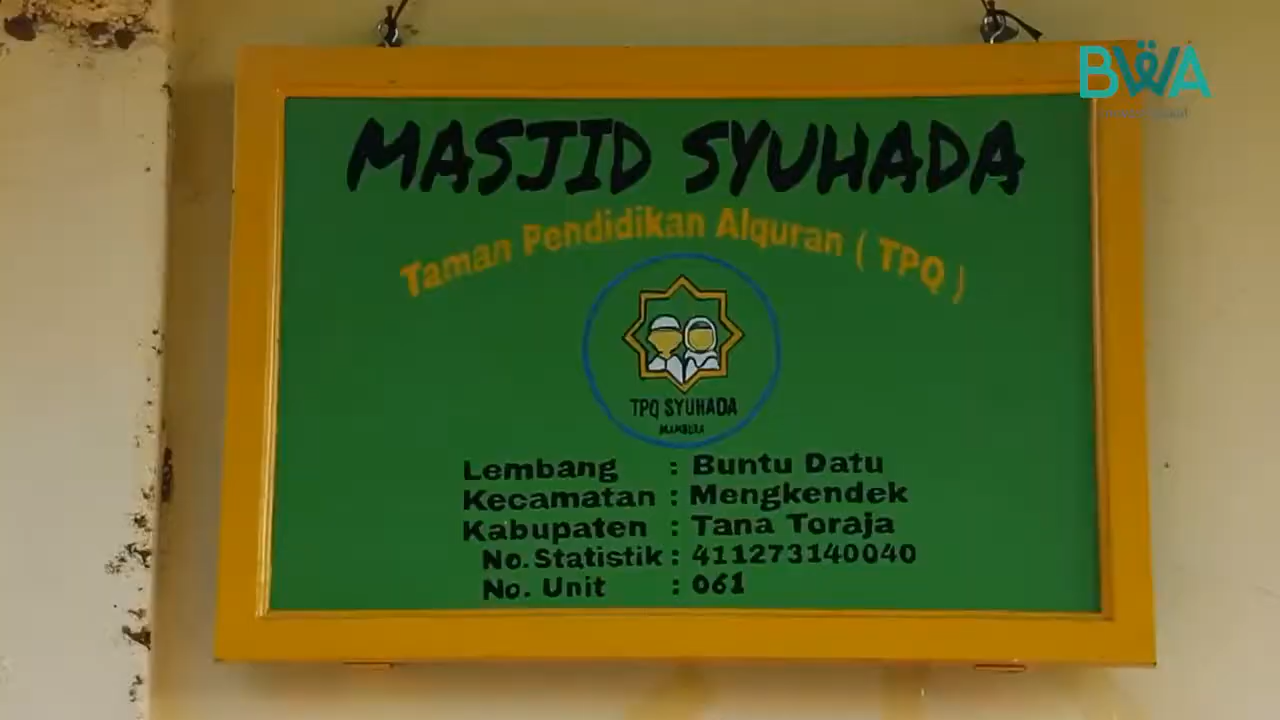 BWA
MASJID SYUHADA
Taman Pendidikan Alquran ( TPQ )
TPQ SYUHADA
Lembang : Buntu Datu
Kecamatan : Mengkendek
Kabupaten : Tana Toraja
No. Statistik : 411273140040
No. Unit : 061